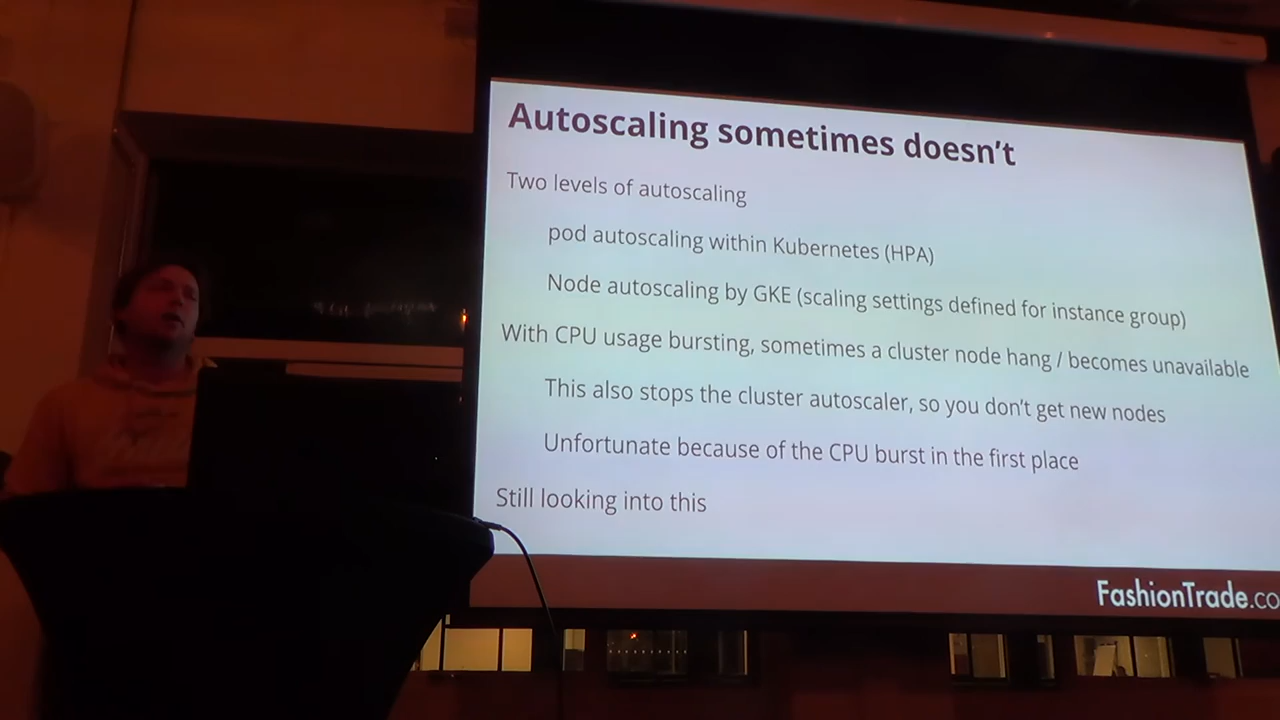 Autoscaling sometimes doesn't
Two levels of autoscaling
pod autoscaling within Kubernetes (HPA)
Node autoscaling by GKE (scaling settings defined for instance group)
With CPU usage bursting, sometimes a cluster node hang / becomes unavailable
This also stops the cluster autoscaler, so you don't get new nodes
Unfortunate because of the CPU burst in the first place
Still looking into this
FashionTrade.co